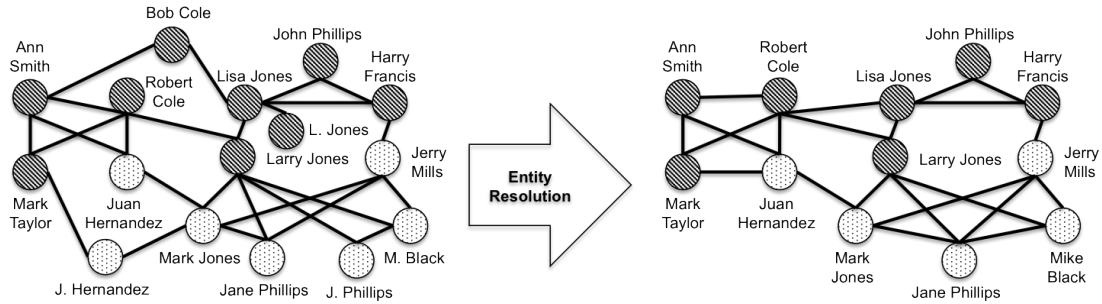 Bob Cole
Ann
Smith
Robert
Cole
Lisa Jones
John Phillips
Harry
Francis
L. Jones
Larry Jones
Jerry
Mills
Mark
Taylor
Juan
Hernandez
J. Hernandez
Mark Jones
Jane Phillips
J. Phillips
M. Black
Entity
Resolution
Ann
Smith
Robert
Cole
Lisa Jones
John Phillips
Harry
Francis
Larry Jones
Jerry
Mills
Mark
Taylor
Juan
Hernandez
Mark
Jones
Jane Phillips
Mike
Black